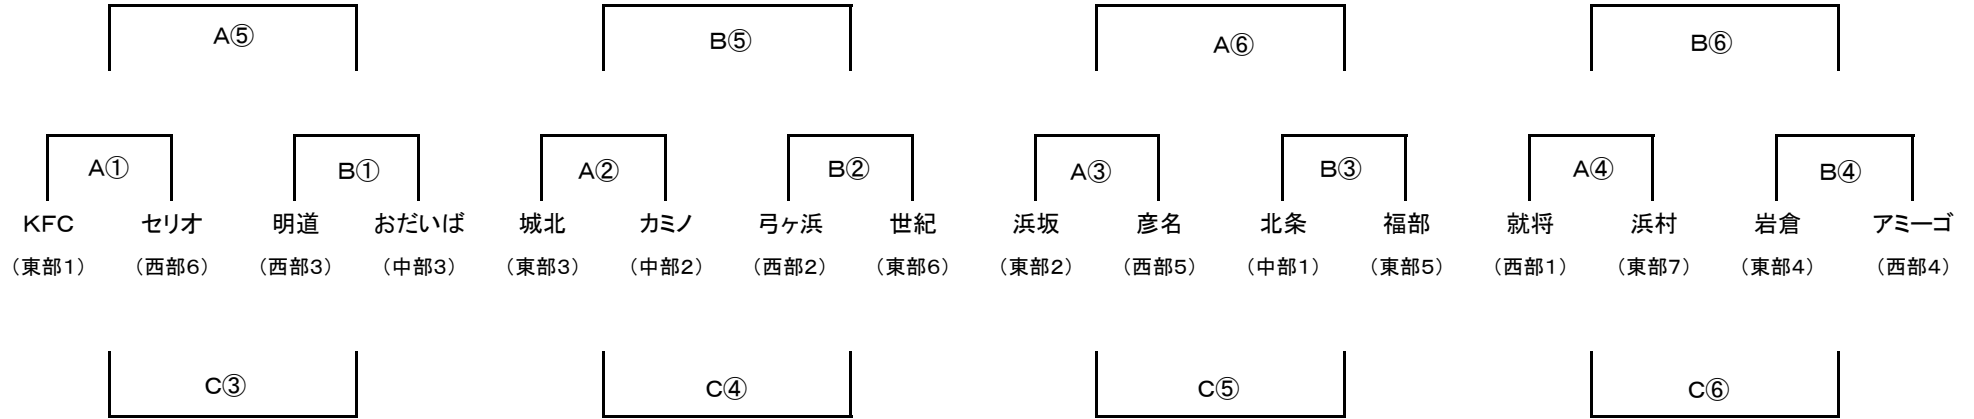 A⑤ B⑤ A⑥ B⑥
A① B① A② B② A③ B③ A④ B④
KFC セリオ 明道 おだいば 城北 カミノ 弓ヶ浜 世紀 浜坂 彦名 北条 福部 就将 浜村 岩倉 アミーゴ
（東部1） （西部6） （西部3） （中部3） （東部3） （中部2） （西部2） （東部6） （東部2） （西部5） （中部1） （東部5） （西部1） （東部7） （東部4） （西部4）
C③ C④ C⑤ C⑥